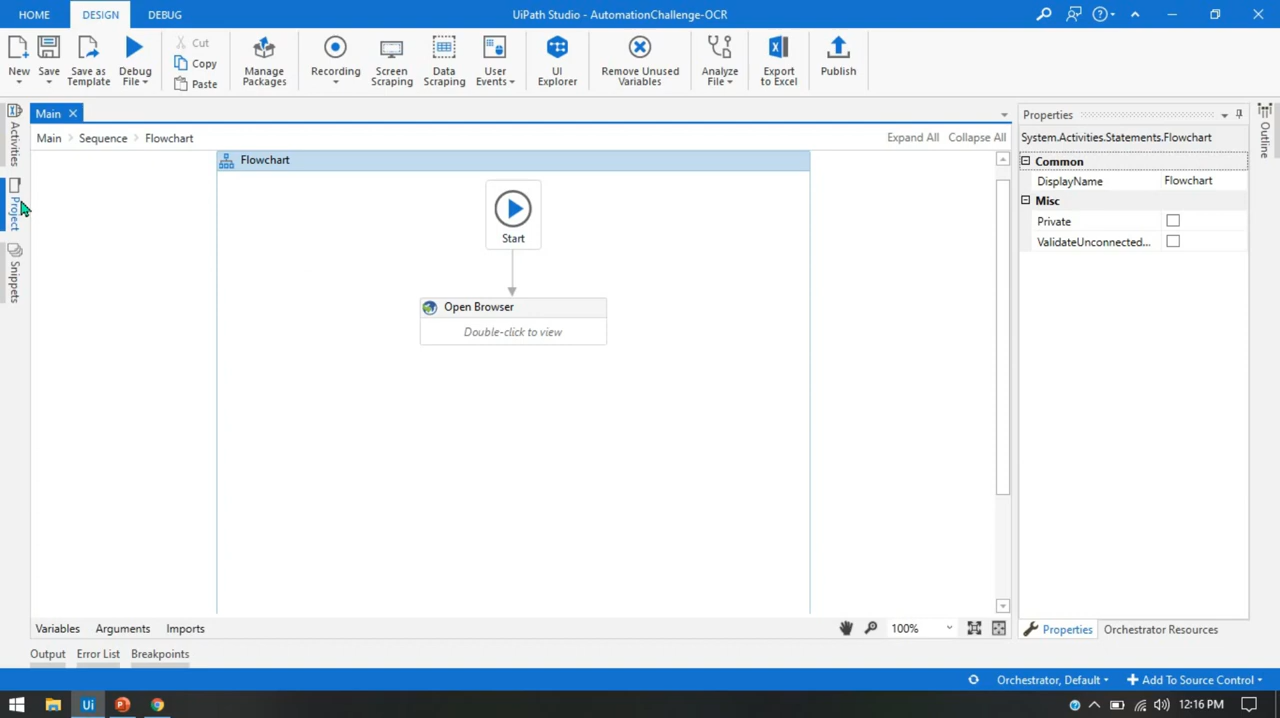 HOME DESIGN DEBUG UiPath Studio - AutomationChallenge-OCR
New Save Save as Template Debug File Cut Copy Paste Manage Packages Recording Screen Scraping Data Scraping User Events UI Explorer Remove Unused Variables Analyze File Export to Excel Publish
Main
Main Sequence Flowchart Expand All Collapse All
Activities
Project
Snippets
Flowchart
Start
Open Browser
Double-click to view
Properties
System.Activities.Statements.Flowchart
Common
DisplayName Flowchart
Misc
Private
ValidateUnconnected...
Outline
Variables Arguments Imports 100%
Properties Orchestrator Resources
Output Error List Breakpoints
Orchestrator, Default Add To Source Control
Ui 12:16 PM